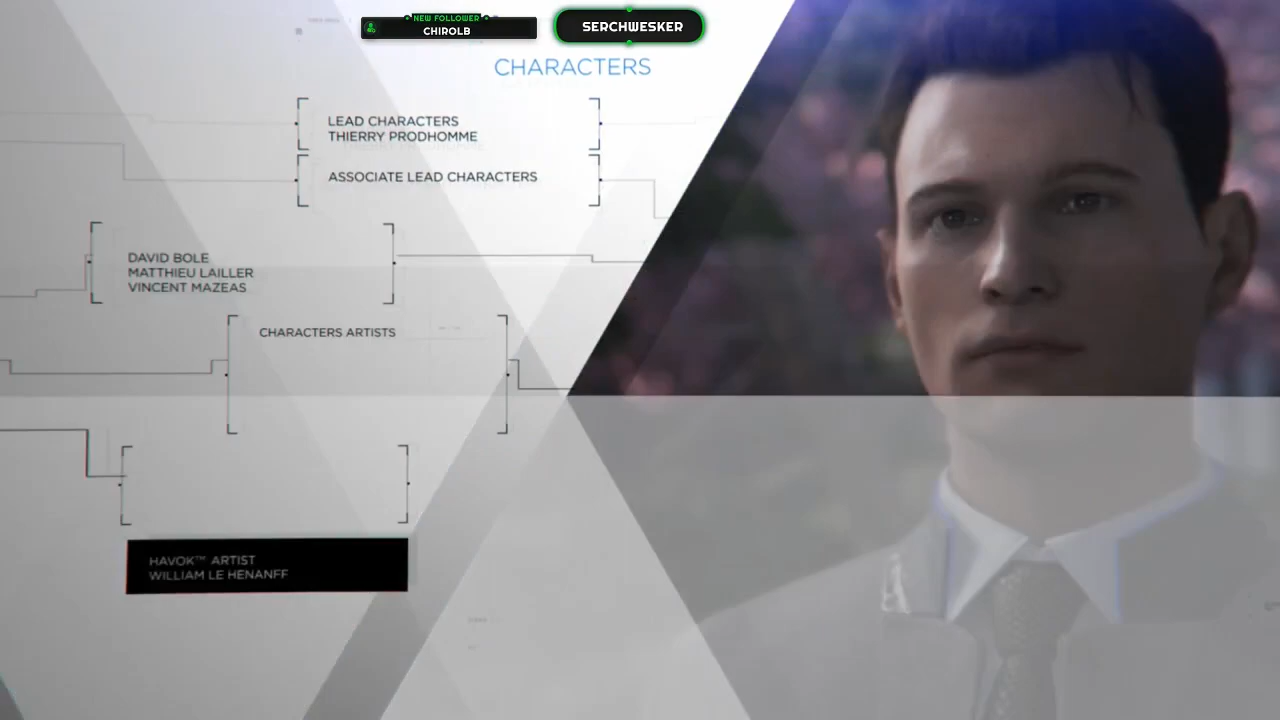 NEW FOLLOWER
CHIROLB
SERCHWESKER
CHARACTERS
LEAD CHARACTERS
THIERRY PRODHOMME
ASSOCIATE LEAD CHARACTERS
DAVID BOLE
MATTHIEU LAILLER
VINCENT MAZEAS
CHARACTERS ARTISTS
HAVOK™ ARTIST
WILLIAM LE HENANFF